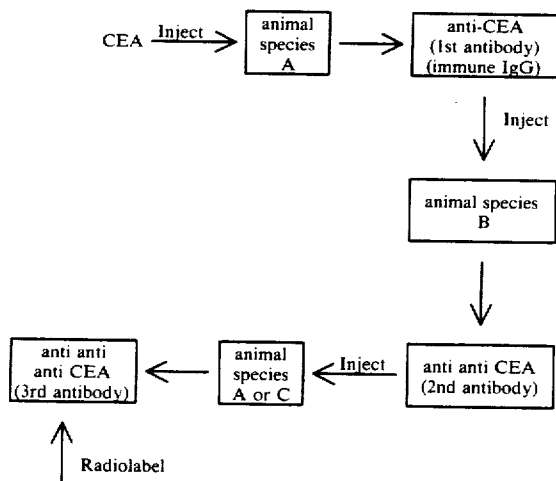 CEA
Inject
animal
species
A
anti-CEA
(1st antibody)
(immune IgG)
Inject
animal species
B
anti anti CEA
(2nd antibody)
Inject
animal
species
A or C
anti anti
anti CEA
(3rd antibody)
Radiolabel